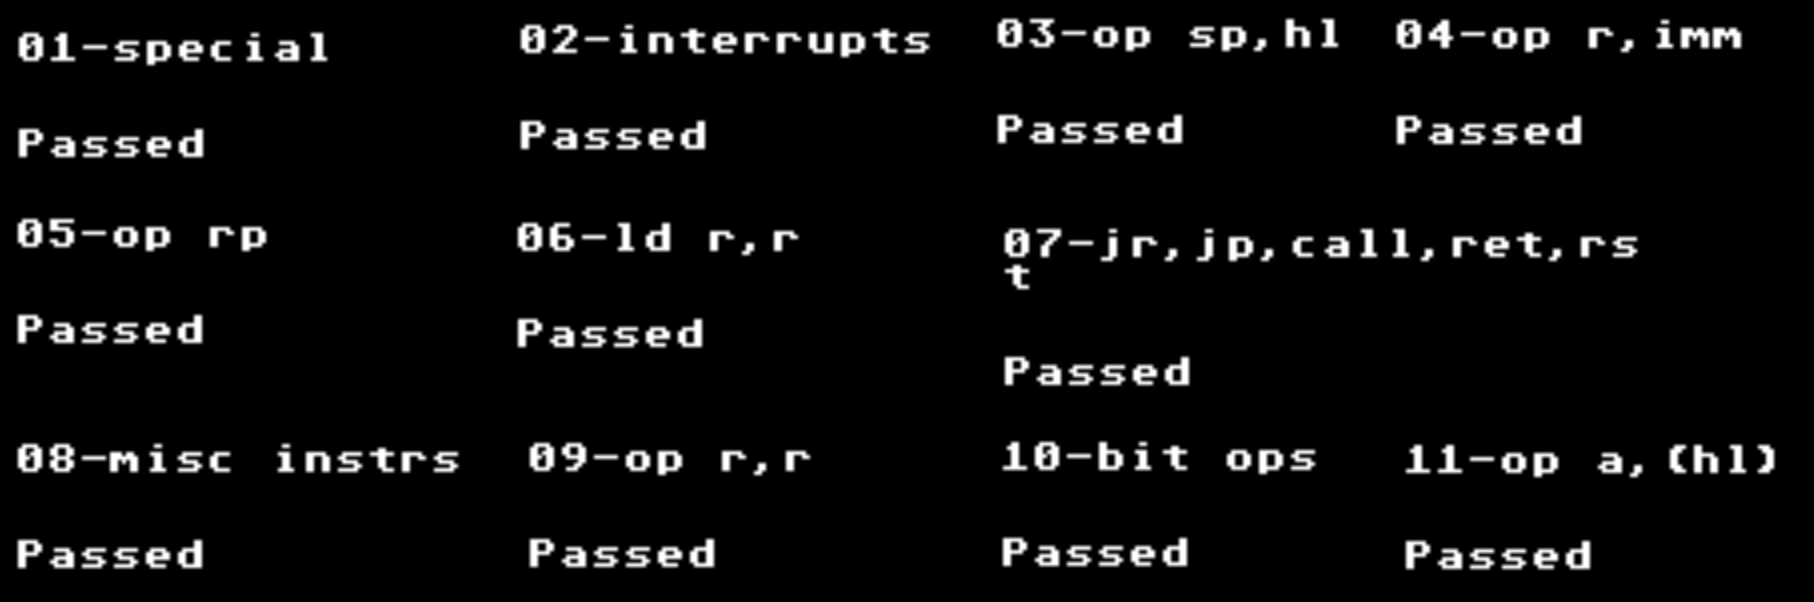 01-special
Passed
02-interrupts
Passed
03-op sp,hl
Passed
04-op r,imm
Passed
05-op rp
Passed
06-ld r,r
Passed
07-jr,jp,call,ret,rs
t
Passed
08-misc instrs
Passed
09-op r,r
Passed
10-bit ops
Passed
11-op a,(hl)
Passed